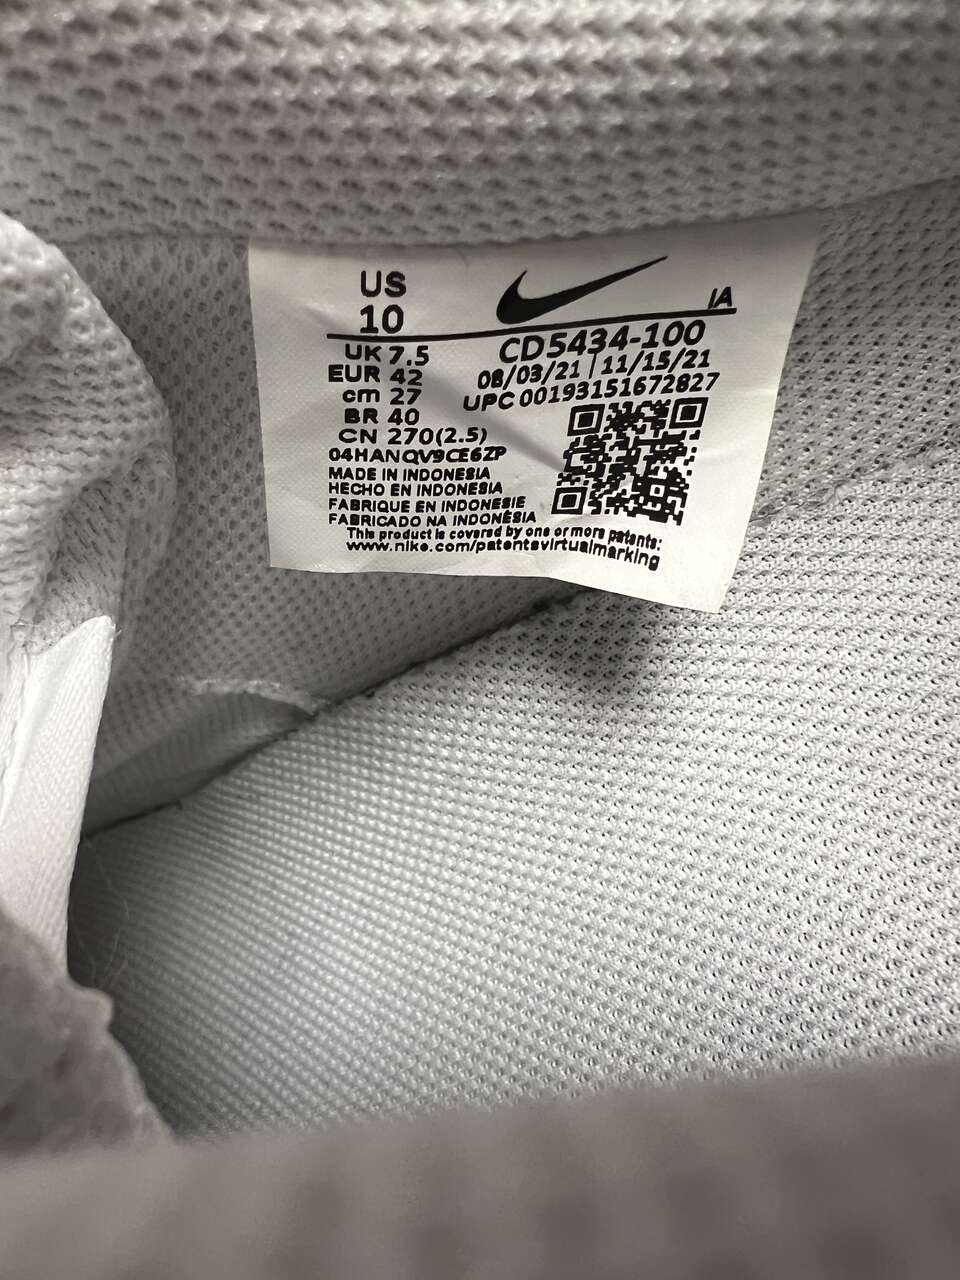 US
10
IA
UK 7.5
EUR 42
cm 27
BR 40
CN 270(2.5)
CD5434-100
08/03/21 | 11/15/21
UPC 00193151672827
04HANQV9CE6ZP
MADE IN INDONESIA
HECHO EN INDONESIA
FABRIQUE EN INDONESIE
FABRICADO NA INDONÉSIA
This product is covered by one or more patents:
www.nike.com/patentsvirtualmarking